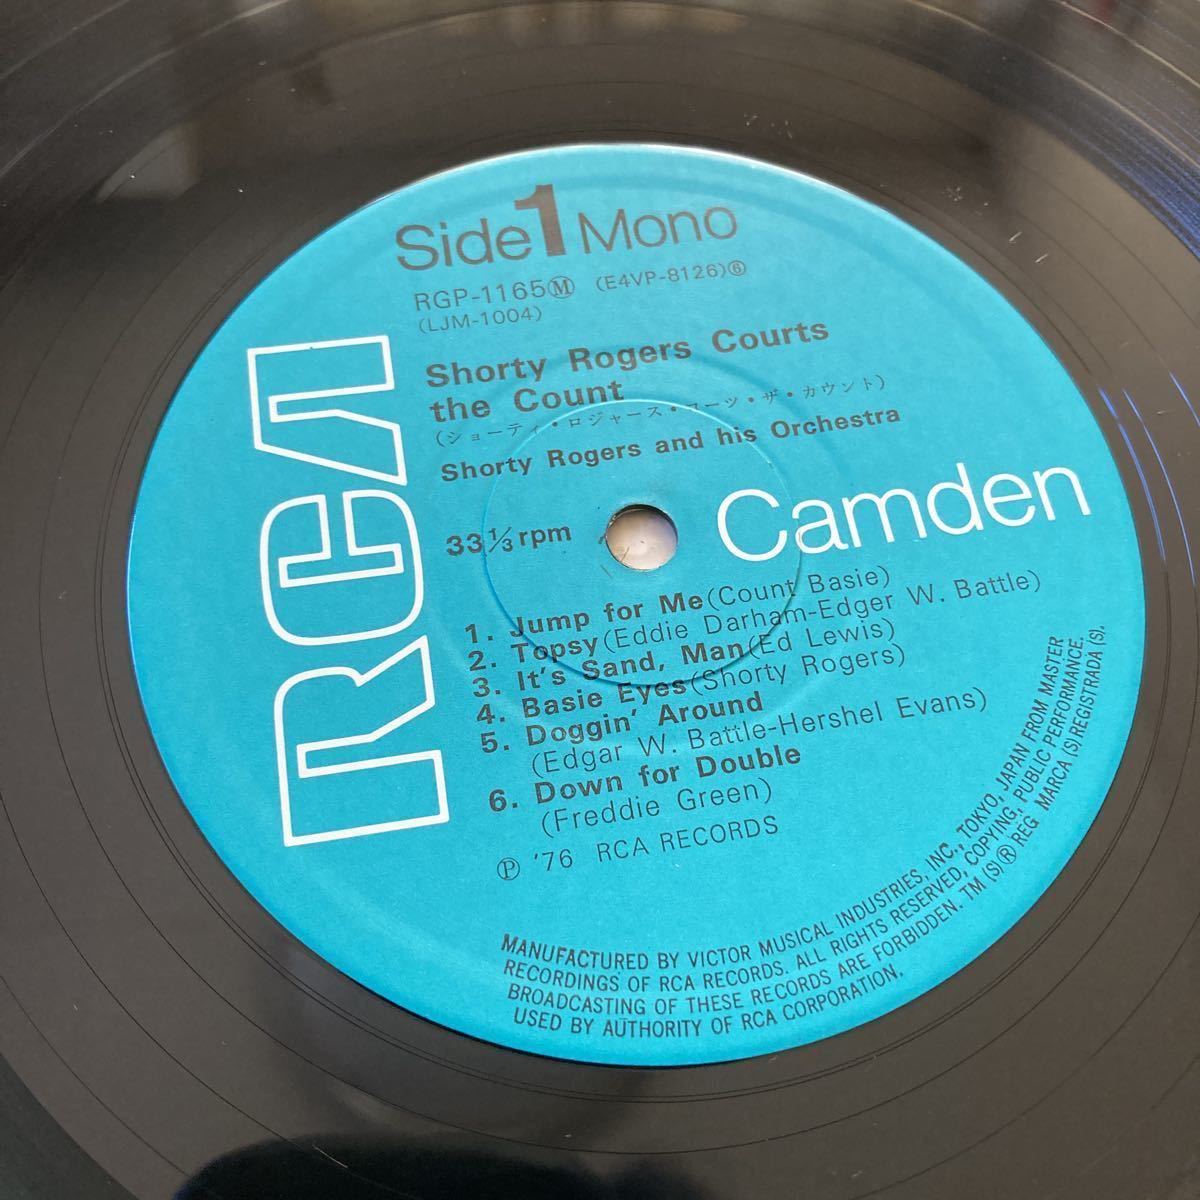 Side 1 Mono
RGP-1165Ⓜ (E4VP-8126)⑥
(LJM-1004)
Shorty Rogers Courts
the Count
(ショーティ・ロジャース・コーツ・ザ・カウント)
Shorty Rogers and his Orchestra
RCA
Camden
33 1/3 rpm
1. Jump for Me (Count Basie)
2. Topsy (Eddie Darham-Edger W. Battle)
3. It's Sand, Man (Ed Lewis)
4. Basie Eyes (Shorty Rogers)
5. Doggin' Around
(Edgar W. Battle-Hershel Evans)
6. Down for Double
(Freddie Green)
Ⓟ '76 RCA RECORDS
MANUFACTURED BY VICTOR MUSICAL INDUSTRIES, INC., TOKYO, JAPAN FROM MASTER
RECORDINGS OF RCA RECORDS. ALL RIGHTS RESERVED, COPYING, PUBLIC PERFORMANCE.
BROADCASTING OF THESE RECORDS ARE FORBIDDEN. TM (S) ® REG MARCA (S) REGISTRADA (S).
USED BY AUTHORITY OF RCA CORPORATION.